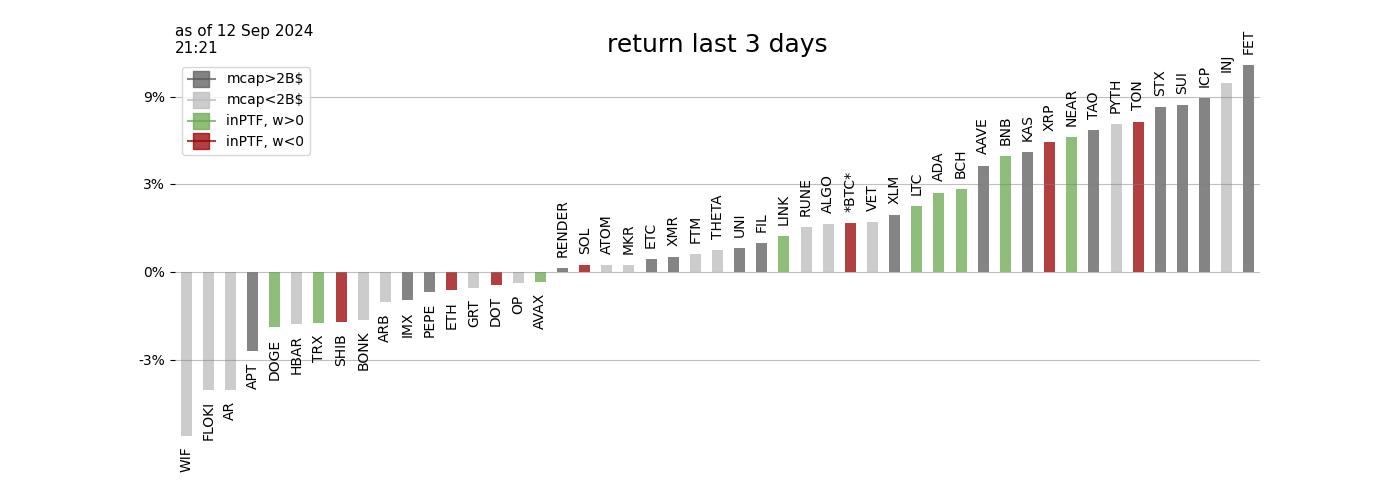 as of 12 Sep 2024
21:21
return last 3 days
mcap>2B$
mcap<2B$
inPTF, w>0
inPTF, w<0
9%
3%
0%
-3%
WIF
FLOKI
AR
APT
DOGE
HBAR
TRX
SHIB
BONK
ARB
IMX
PEPE
ETH
GRT
DOT
OP
AVAX
RENDER
SOL
ATOM
MKR
ETC
XMR
FTM
THETA
UNI
FIL
LINK
RUNE
ALGO
*BTC*
VET
XLM
LTC
ADA
BCH
AAVE
BNB
KAS
XRP
NEAR
TAO
PYTH
TON
STX
SUI
ICP
INJ
FET